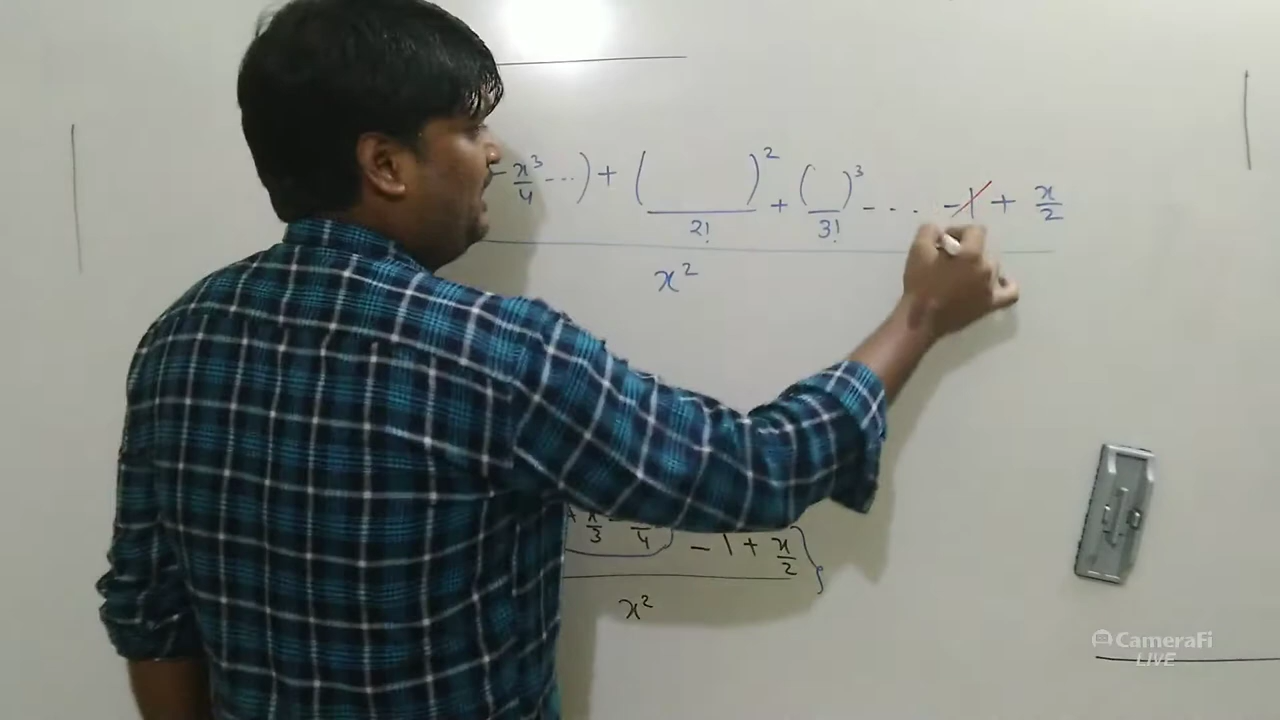 - x³/4 ---) + (      )²/2! + (  )³/3! - - - . - 1 + x/2
x²
+ x/3 - /4 - 1 + x/2 }
x²
CameraFi
LIVE